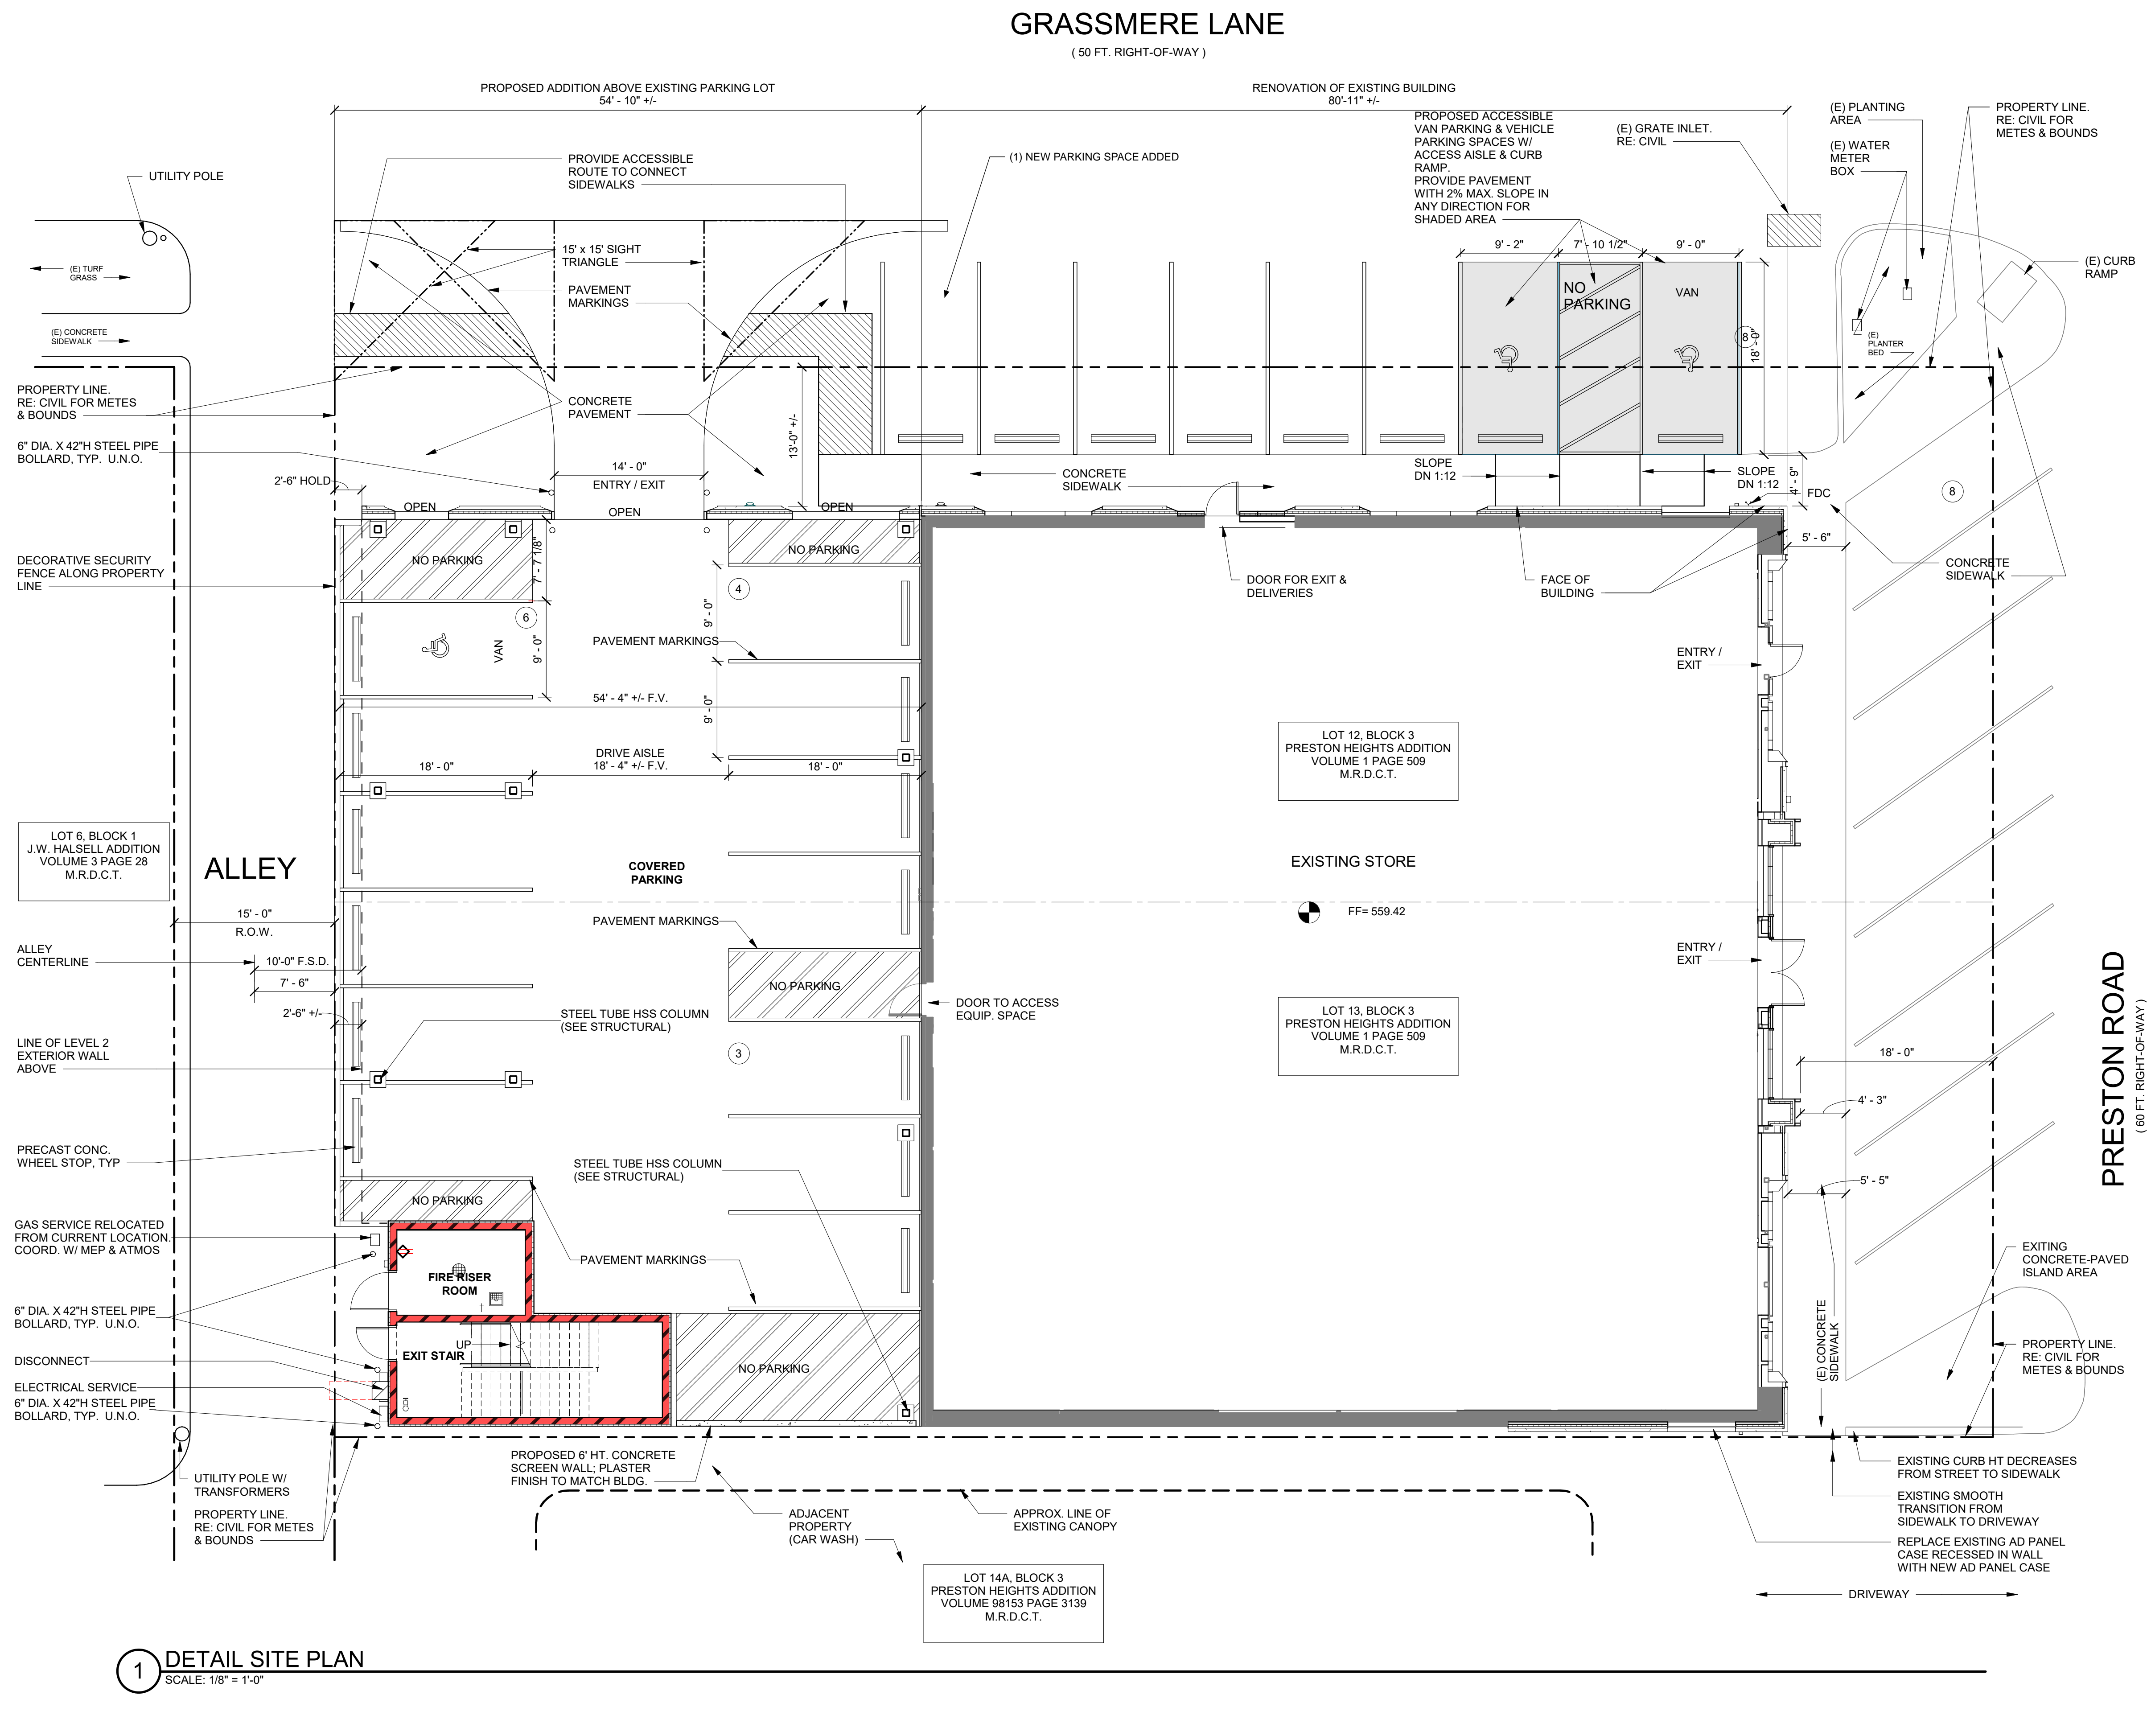 GRASSMERE LANE
( 50 FT. RIGHT-OF-WAY )
PROPOSED ADDITION ABOVE EXISTING PARKING LOT
54' - 10" +/-
RENOVATION OF EXISTING BUILDING
80'-11" +/-
PROPOSED ACCESSIBLE
VAN PARKING & VEHICLE
PARKING SPACES W/
ACCESS AISLE & CURB
RAMP.
PROVIDE PAVEMENT
WITH 2% MAX. SLOPE IN
ANY DIRECTION FOR
SHADED AREA
(E) GRATE INLET.
RE: CIVIL
(E) PLANTING
AREA
(E) WATER
METER
BOX
PROPERTY LINE.
RE: CIVIL FOR
METES & BOUNDS
UTILITY POLE
PROVIDE ACCESSIBLE
ROUTE TO CONNECT
SIDEWALKS
(1) NEW PARKING SPACE ADDED
15' x 15' SIGHT
TRIANGLE
PAVEMENT
MARKINGS
(E) TURF
GRASS
(E) CONCRETE
SIDEWALK
9' - 2"
7' - 10 1/2"
9' - 0"
NO
PARKING
VAN
8
18' - 0"
(E) CURB
RAMP
(E)
PLANTER
BED
PROPERTY LINE.
RE: CIVIL FOR METES
& BOUNDS
CONCRETE
PAVEMENT
13'-0" +/-
6" DIA. X 42"H STEEL PIPE
BOLLARD, TYP. U.N.O.
2'-6" HOLD
14' - 0"
ENTRY / EXIT
CONCRETE
SIDEWALK
SLOPE
DN 1:12
SLOPE
DN 1:12
4' - 9"
FDC
8
OPEN
OPEN
OPEN
5' - 6"
CONCRETE
SIDEWALK
DECORATIVE SECURITY
FENCE ALONG PROPERTY
LINE
NO PARKING
7' - 7 1/8"
NO PARKING
4
6
DOOR FOR EXIT &
DELIVERIES
FACE OF
BUILDING
VAN
9' - 0"
9' - 0"
PAVEMENT MARKINGS
ENTRY /
EXIT
54' - 4" +/- F.V.
9' - 0"
DRIVE AISLE
18' - 0"
18' - 4" +/- F.V.
18' - 0"
LOT 12, BLOCK 3
PRESTON HEIGHTS ADDITION
VOLUME 1 PAGE 509
M.R.D.C.T.
LOT 6, BLOCK 1
J.W. HALSELL ADDITION
VOLUME 3 PAGE 28
M.R.D.C.T.
ALLEY
COVERED
PARKING
EXISTING STORE
FF= 559.42
15' - 0"
R.O.W.
PAVEMENT MARKINGS
ENTRY /
EXIT
ALLEY
CENTERLINE
10'-0" F.S.D.
7' - 6"
2'-6" +/-
NO PARKING
DOOR TO ACCESS
EQUIP. SPACE
STEEL TUBE HSS COLUMN
(SEE STRUCTURAL)
LOT 13, BLOCK 3
PRESTON HEIGHTS ADDITION
VOLUME 1 PAGE 509
M.R.D.C.T.
3
LINE OF LEVEL 2
EXTERIOR WALL
ABOVE
18' - 0"
4' - 3"
PRESTON ROAD
( 60 FT. RIGHT-OF-WAY )
PRECAST CONC.
WHEEL STOP, TYP
STEEL TUBE HSS COLUMN
(SEE STRUCTURAL)
5' - 5"
NO PARKING
GAS SERVICE RELOCATED
FROM CURRENT LOCATION.
COORD. W/ MEP & ATMOS
PAVEMENT MARKINGS
EXITING
CONCRETE-PAVED
ISLAND AREA
FIRE RISER
ROOM
6" DIA. X 42"H STEEL PIPE
BOLLARD, TYP. U.N.O.
UP
EXIT STAIR
NO PARKING
(E) CONCRETE
SIDEWALK
PROPERTY LINE.
RE: CIVIL FOR
METES & BOUNDS
DISCONNECT
ELECTRICAL SERVICE
6" DIA. X 42"H STEEL PIPE
BOLLARD, TYP. U.N.O.
PROPOSED 6' HT. CONCRETE
SCREEN WALL; PLASTER
FINISH TO MATCH BLDG.
UTILITY POLE W/
TRANSFORMERS
PROPERTY LINE.
RE: CIVIL FOR METES
& BOUNDS
ADJACENT
PROPERTY
(CAR WASH)
APPROX. LINE OF
EXISTING CANOPY
EXISTING CURB HT DECREASES
FROM STREET TO SIDEWALK
EXISTING SMOOTH
TRANSITION FROM
SIDEWALK TO DRIVEWAY
REPLACE EXISTING AD PANEL
CASE RECESSED IN WALL
WITH NEW AD PANEL CASE
DRIVEWAY
LOT 14A, BLOCK 3
PRESTON HEIGHTS ADDITION
VOLUME 98153 PAGE 3139
M.R.D.C.T.
1
DETAIL SITE PLAN
SCALE: 1/8" = 1'-0"